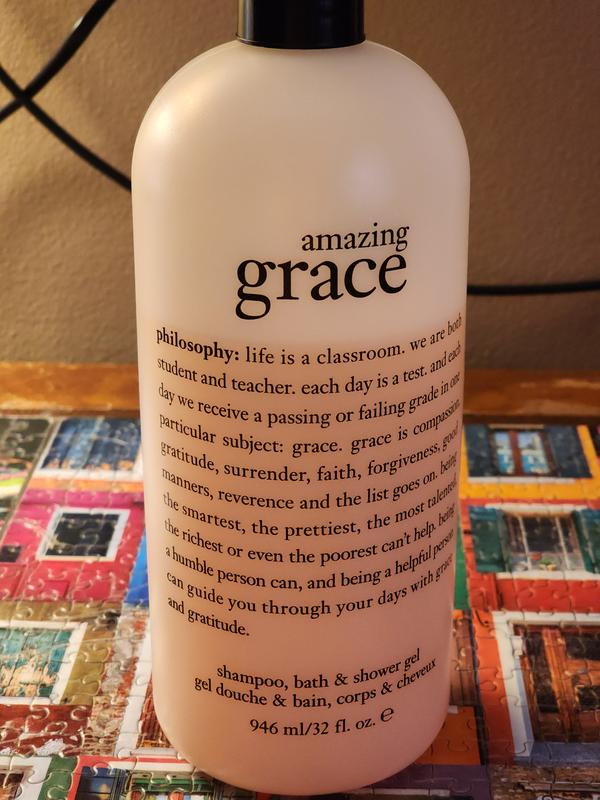 amazing
grace
philosophy: life is a classroom. we are both
student and teacher. each day is a test. and each
day we receive a passing or failing grade in one
particular subject: grace. grace is compassion,
gratitude, surrender, faith, forgiveness, good
manners, reverence and the list goes on. being
the smartest, the prettiest, the most talented,
the richest or even the poorest can't help. being
a humble person can, and being a helpful person
can guide you through your days with grace
and gratitude.
shampoo, bath & shower gel
gel douche & bain, corps & cheveux
946 ml/32 fl. oz. ℮